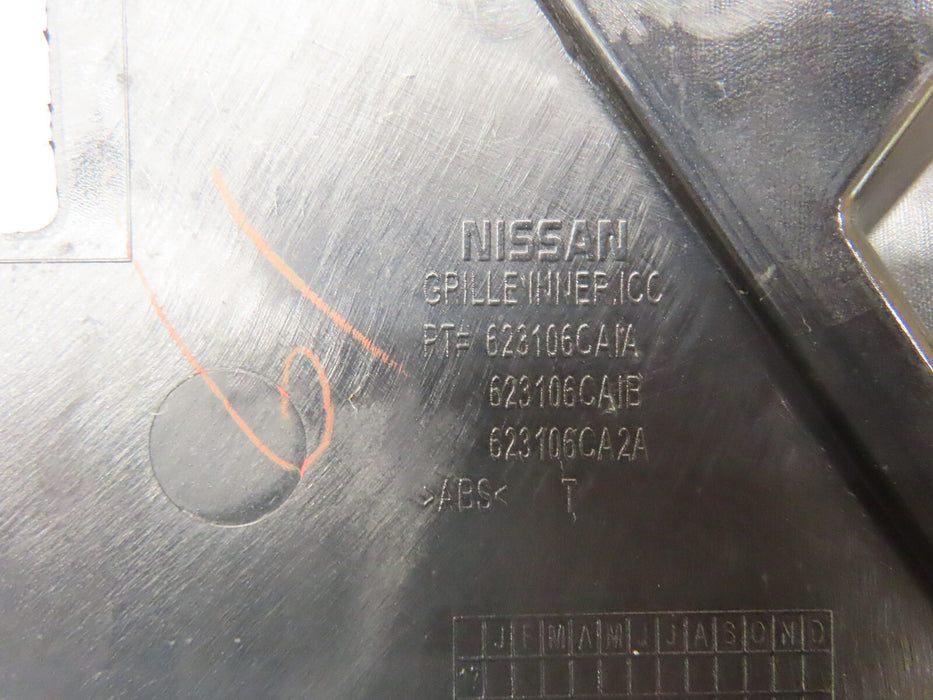 NISSAN
GRILLE INNER, ICC
PT# 623106CA1A
623106CA1B
623106CA2A
>ABS< T
J F M A M J J A S O N D